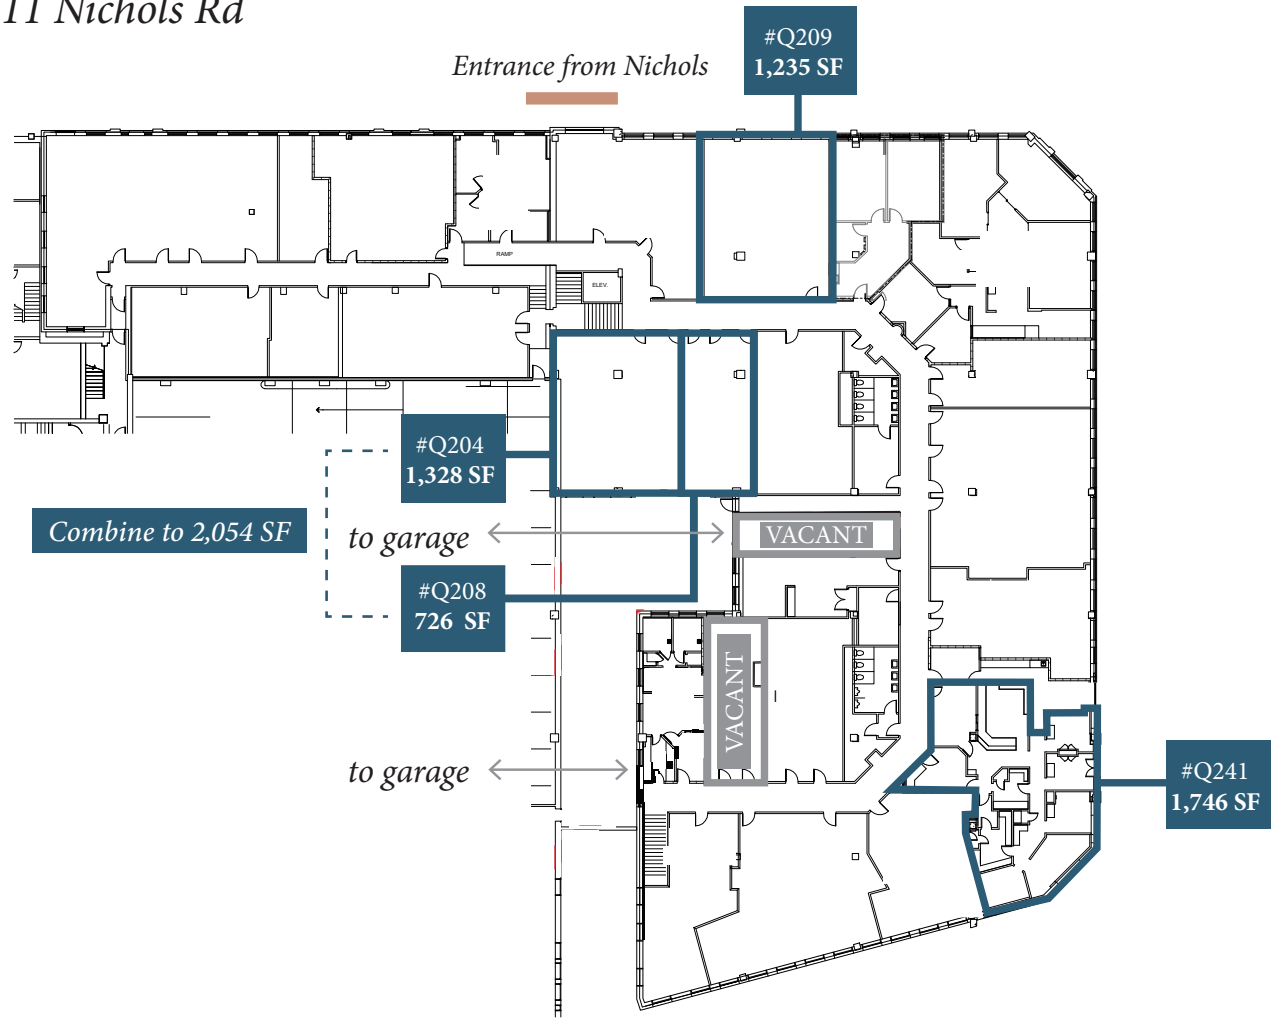 11 Nichols Rd
#Q209
1,235 SF
Entrance from Nichols
RAMP
ELEV.
#Q204
1,328 SF
Combine to 2,054 SF
to garage
VACANT
#Q208
726 SF
VACANT
to garage
#Q241
1,746 SF